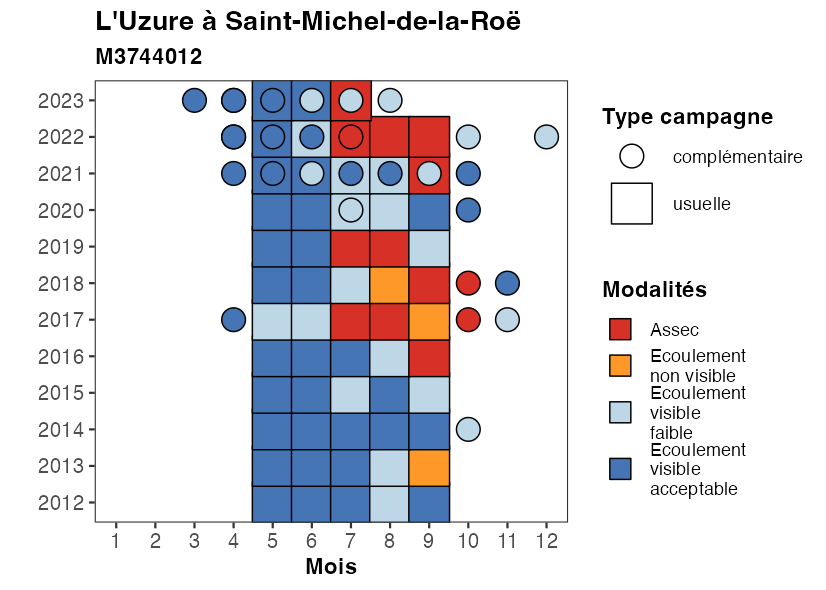 L'Uzure à Saint-Michel-de-la-Roë
M3744012
2023
2022
2021
2020
2019
2018
2017
2016
2015
2014
2013
2012
1 2 3 4 5 6 7 8 9 10 11 12
Mois
Type campagne
complémentaire
usuelle
Modalités
Assec
Ecoulement
non visible
Ecoulement
visible
faible
Ecoulement
visible
acceptable